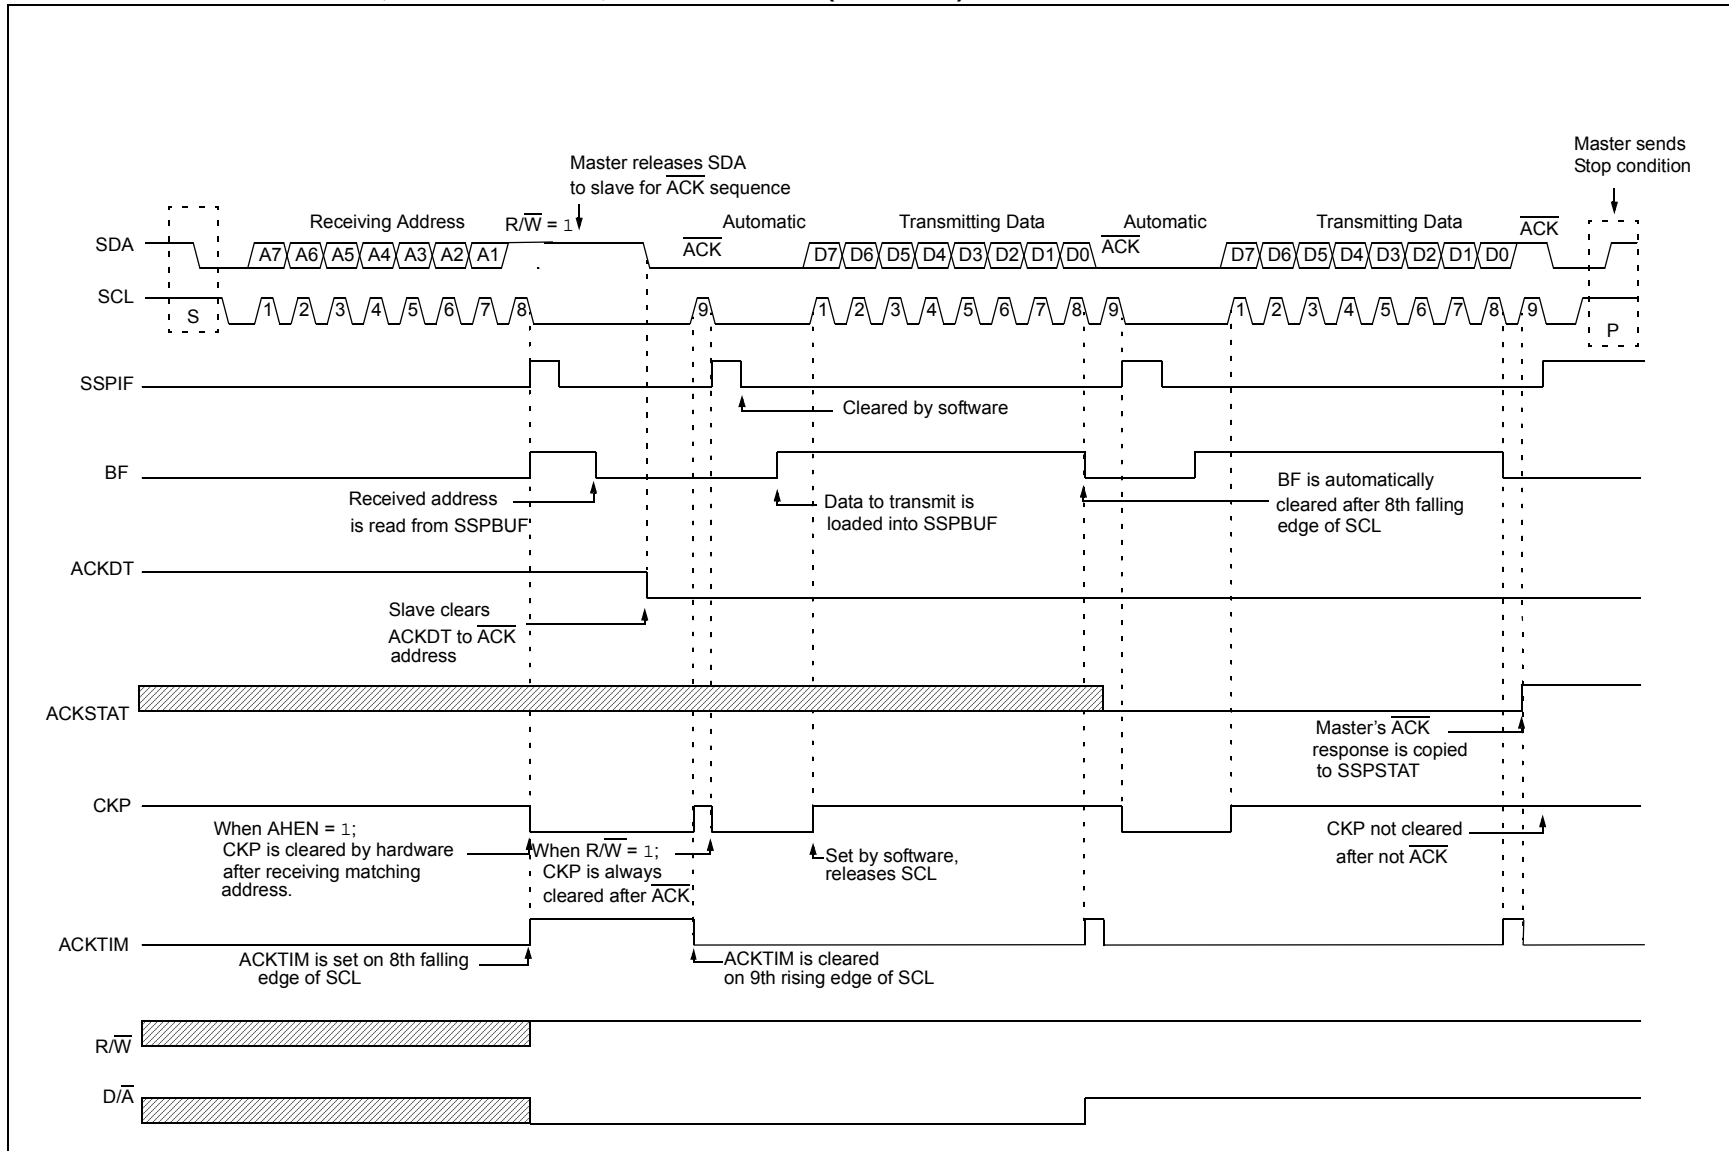 Master sends
Stop condition
Master releases SDA
to slave for A̅C̅K̅ sequence
Receiving Address
R/W̅ = 1
Automatic
Transmitting Data
Automatic
Transmitting Data
A̅C̅K̅
SDA
A7 A6 A5 A4 A3 A2 A1
A̅C̅K̅
D7 D6 D5 D4 D3 D2 D1 D0
A̅C̅K̅
D7 D6 D5 D4 D3 D2 D1 D0
SCL
S
1 2 3 4 5 6 7 8 9
1 2 3 4 5 6 7 8 9
1 2 3 4 5 6 7 8 9
P
SSPIF
Cleared by software
BF
Received address
is read from SSPBUF
Data to transmit is
loaded into SSPBUF
BF is automatically
cleared after 8th falling
edge of SCL
ACKDT
Slave clears
ACKDT to A̅C̅K̅
address
ACKSTAT
Master's A̅C̅K̅
response is copied
to SSPSTAT
CKP
When AHEN = 1;
CKP is cleared by hardware
after receiving matching
address.
When R/W̅ = 1;
CKP is always
cleared after A̅C̅K̅
Set by software,
releases SCL
CKP not cleared
after not A̅C̅K̅
ACKTIM
ACKTIM is set on 8th falling
edge of SCL
ACKTIM is cleared
on 9th rising edge of SCL
R/W̅
D/A̅